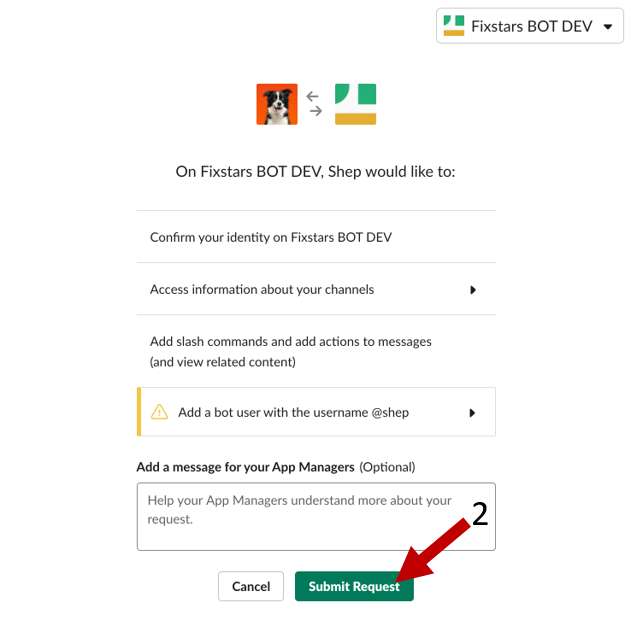 Fixstars BOT DEV
On Fixstars BOT DEV, Shep would like to:
Confirm your identity on Fixstars BOT DEV
Access information about your channels
Add slash commands and add actions to messages
(and view related content)
Add a bot user with the username @shep
Add a message for your App Managers (Optional)
Help your App Managers understand more about your
request.
2
Cancel
Submit Request